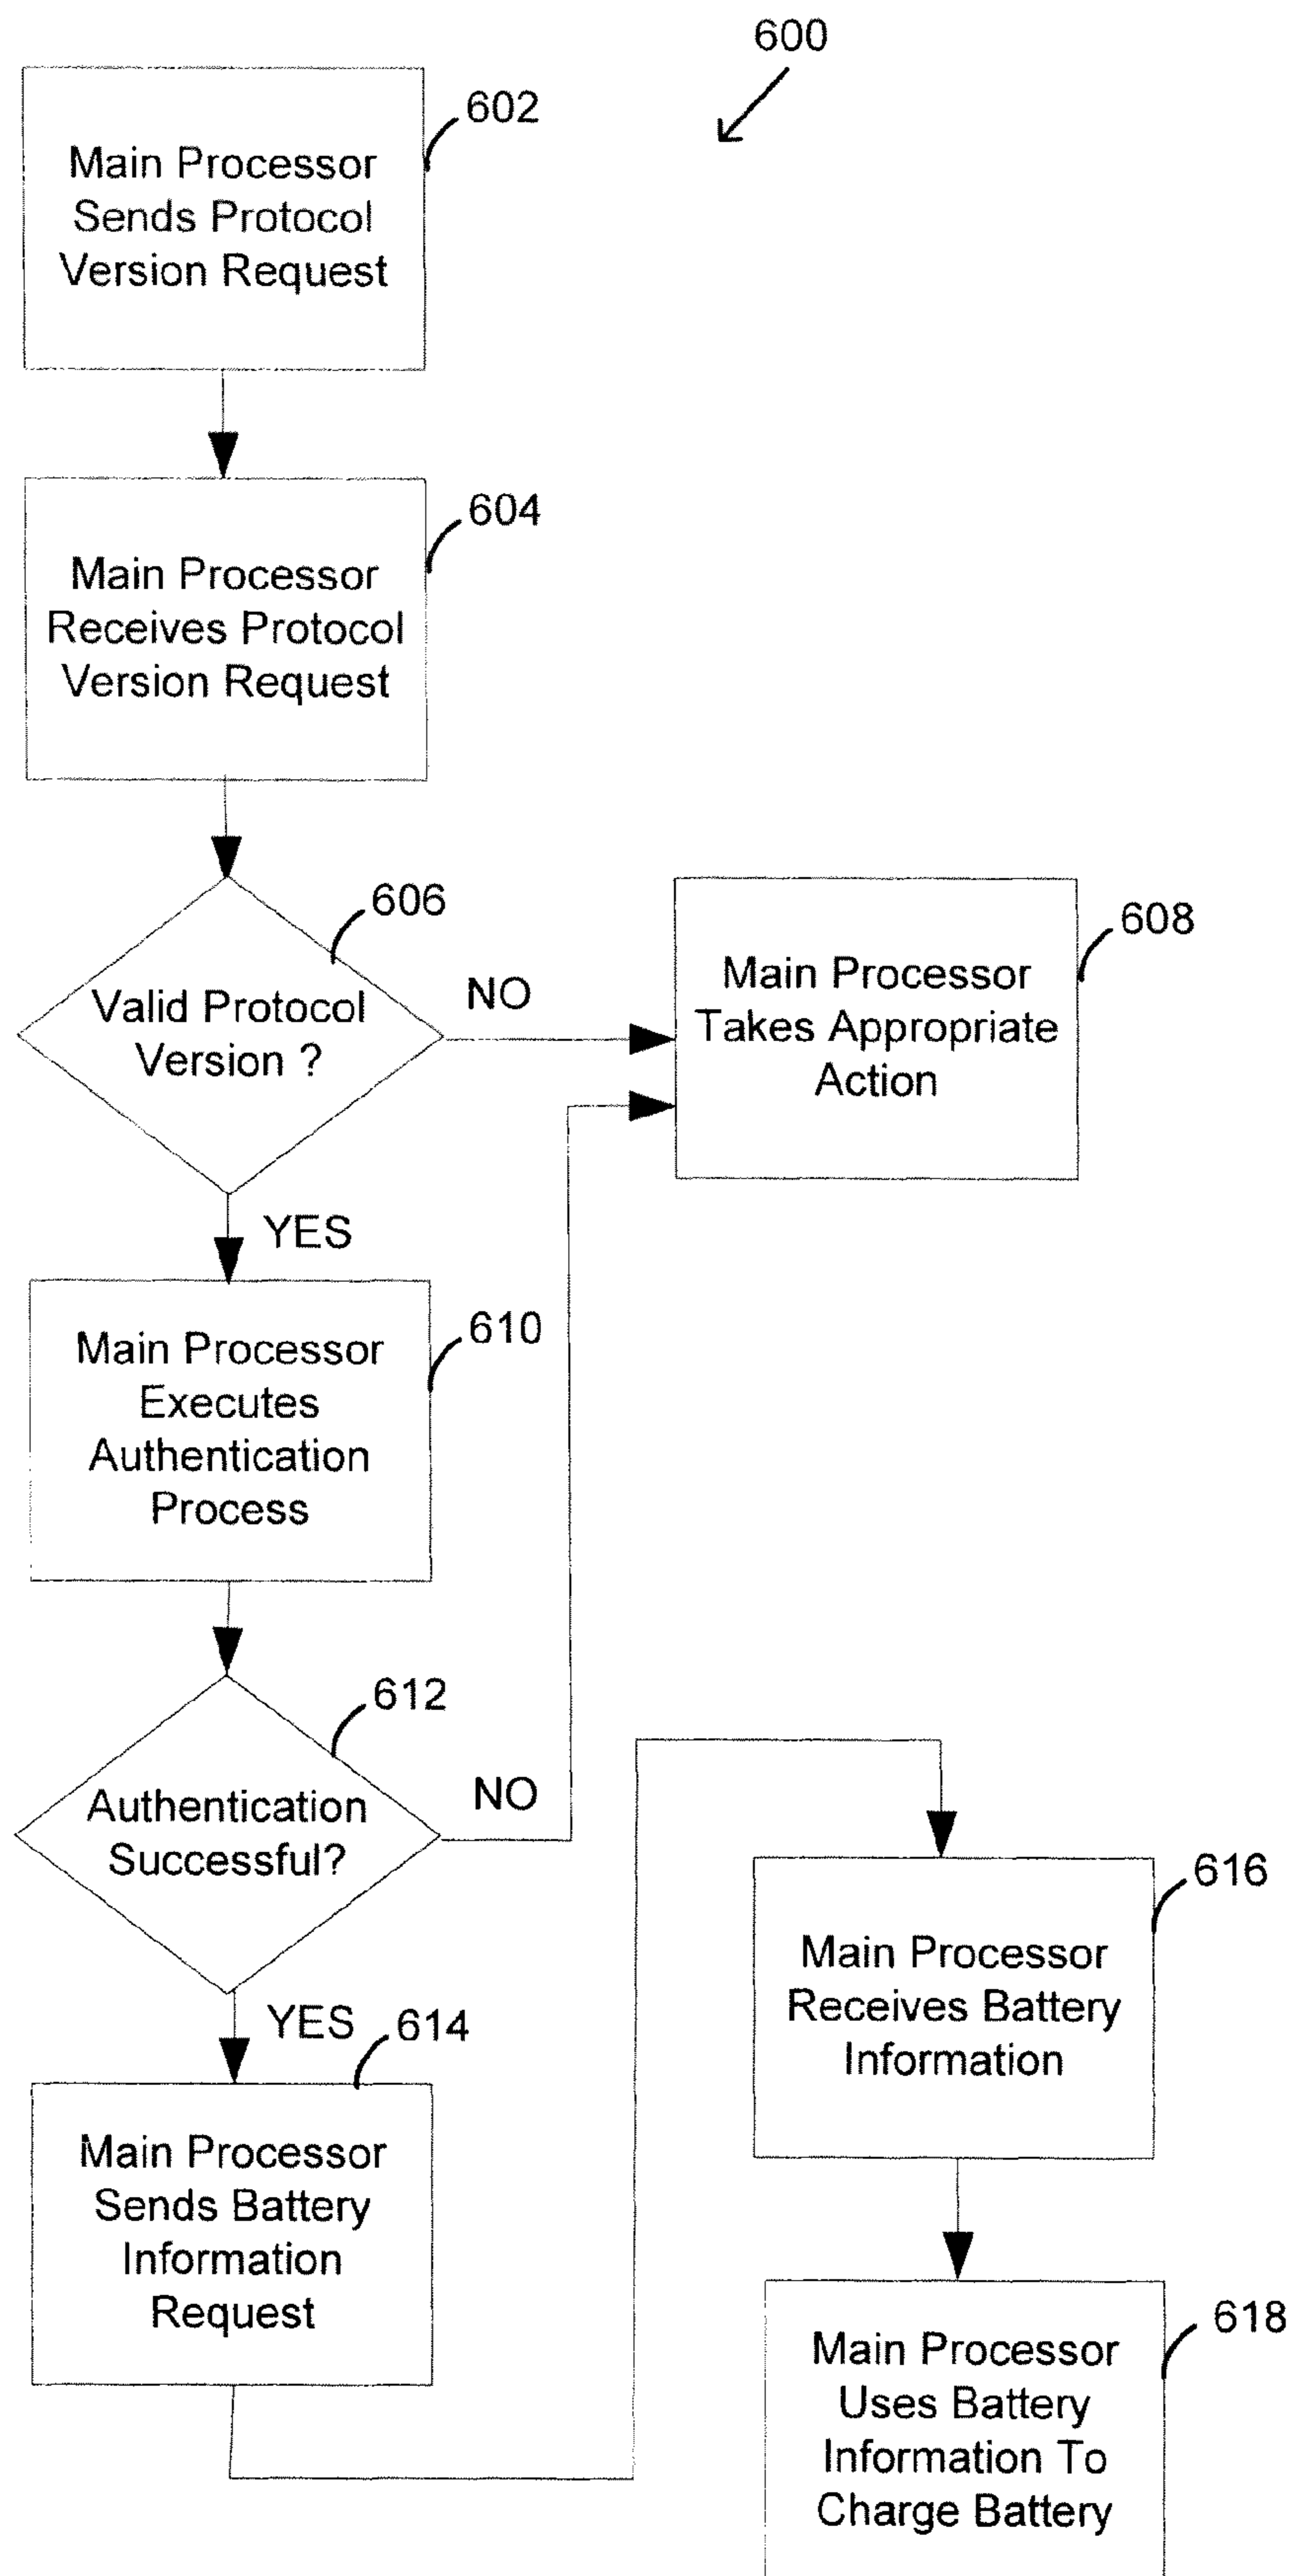 600
602
Main Processor
Sends Protocol
Version Request
604
Main Processor
Receives Protocol
Version Request
606
Valid Protocol
Version ?
NO
608
Main Processor
Takes Appropriate
Action
YES
610
Main Processor
Executes
Authentication
Process
612
Authentication
Successful?
NO
YES
614
Main Processor
Sends Battery
Information
Request
616
Main Processor
Receives Battery
Information
618
Main Processor
Uses Battery
Information To
Charge Battery